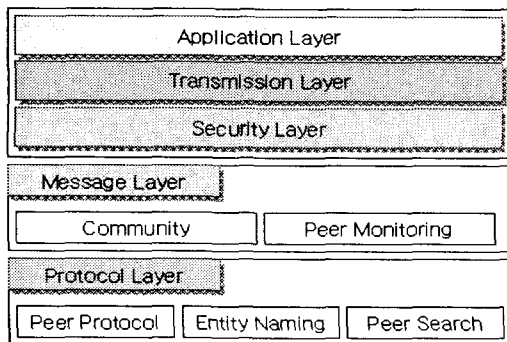 Application Layer
Transmission Layer
Security Layer
Message Layer
Community
Peer Monitoring
Protocol Layer
Peer Protocol
Entity Naming
Peer Search